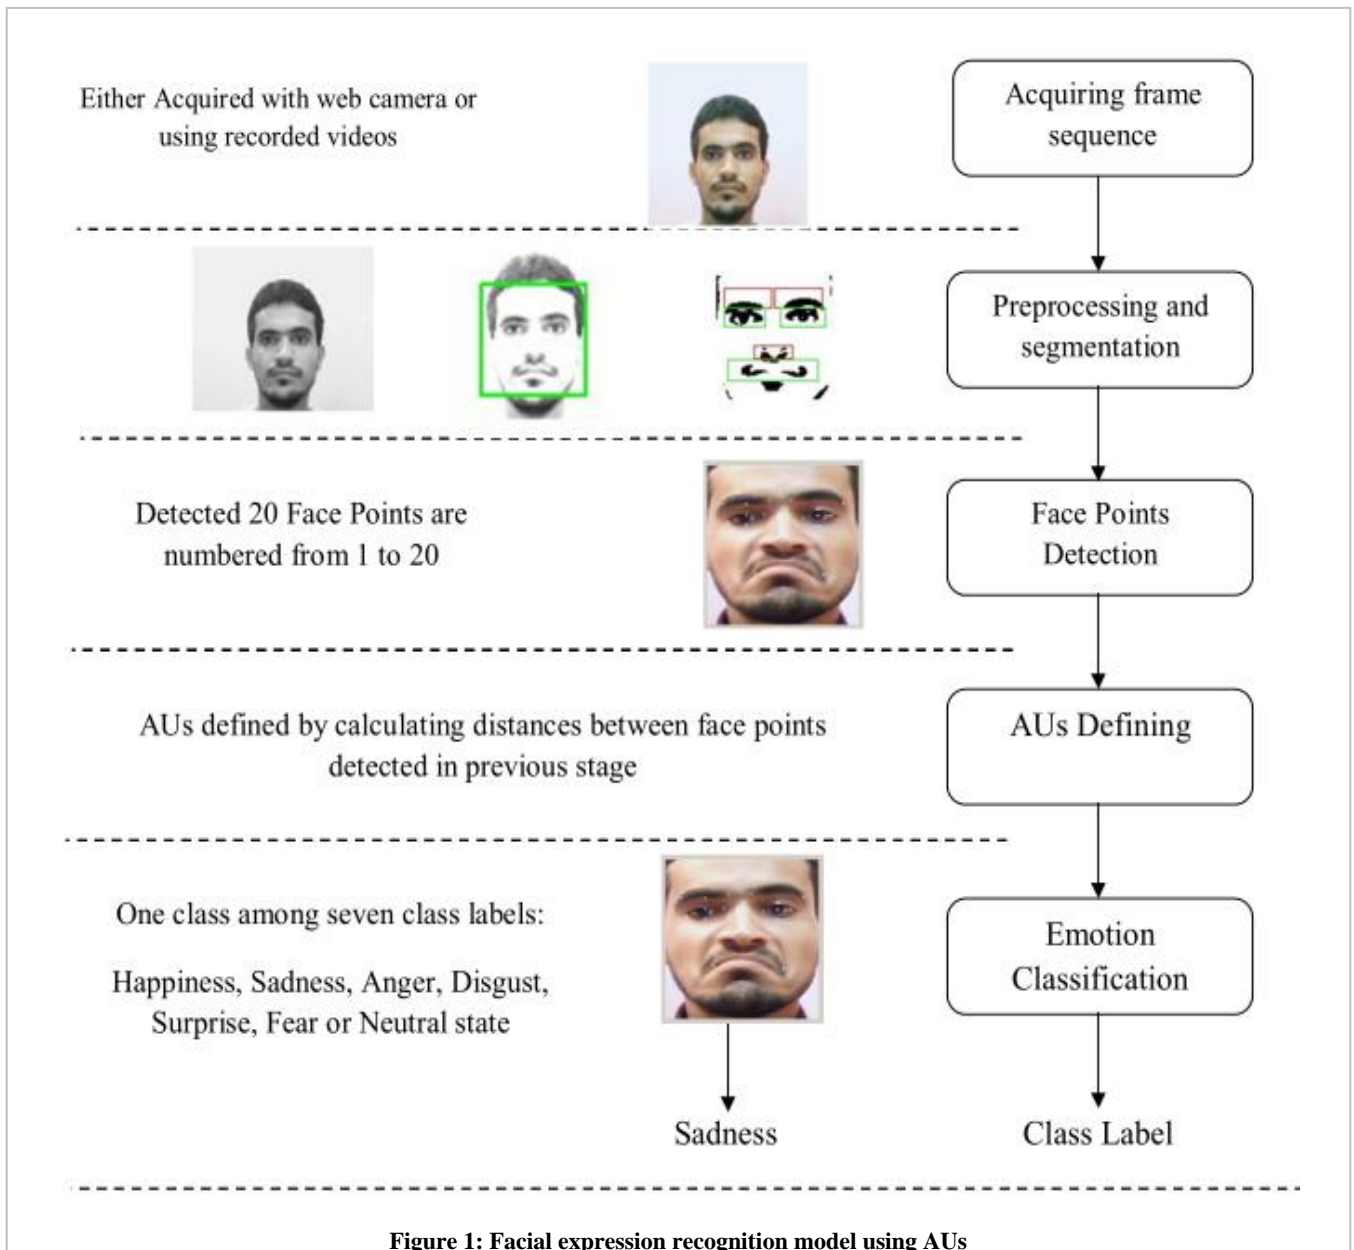 Either Acquired with web camera or
using recorded videos
Acquiring frame
sequence
Preprocessing and
segmentation
Detected 20 Face Points are
numbered from 1 to 20
Face Points
Detection
AUs defined by calculating distances between face points
detected in previous stage
AUs Defining
One class among seven class labels:
Happiness, Sadness, Anger, Disgust,
Surprise, Fear or Neutral state
Emotion
Classification
Sadness
Class Label
Figure 1: Facial expression recognition model using AUs